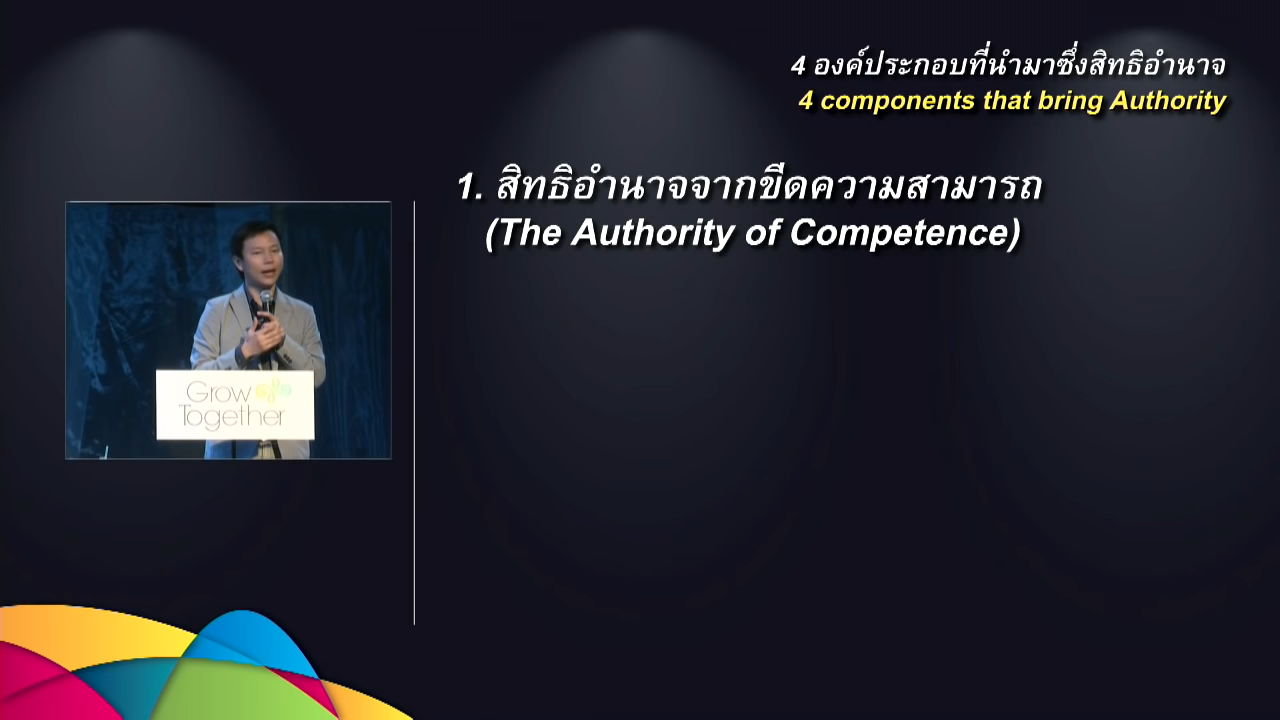 4 องค์ประกอบที่นำมาซึ่งสิทธิอำนาจ
4 components that bring Authority
1. สิทธิอำนาจจากขีดความสามารถ
(The Authority of Competence)
Grow
Together